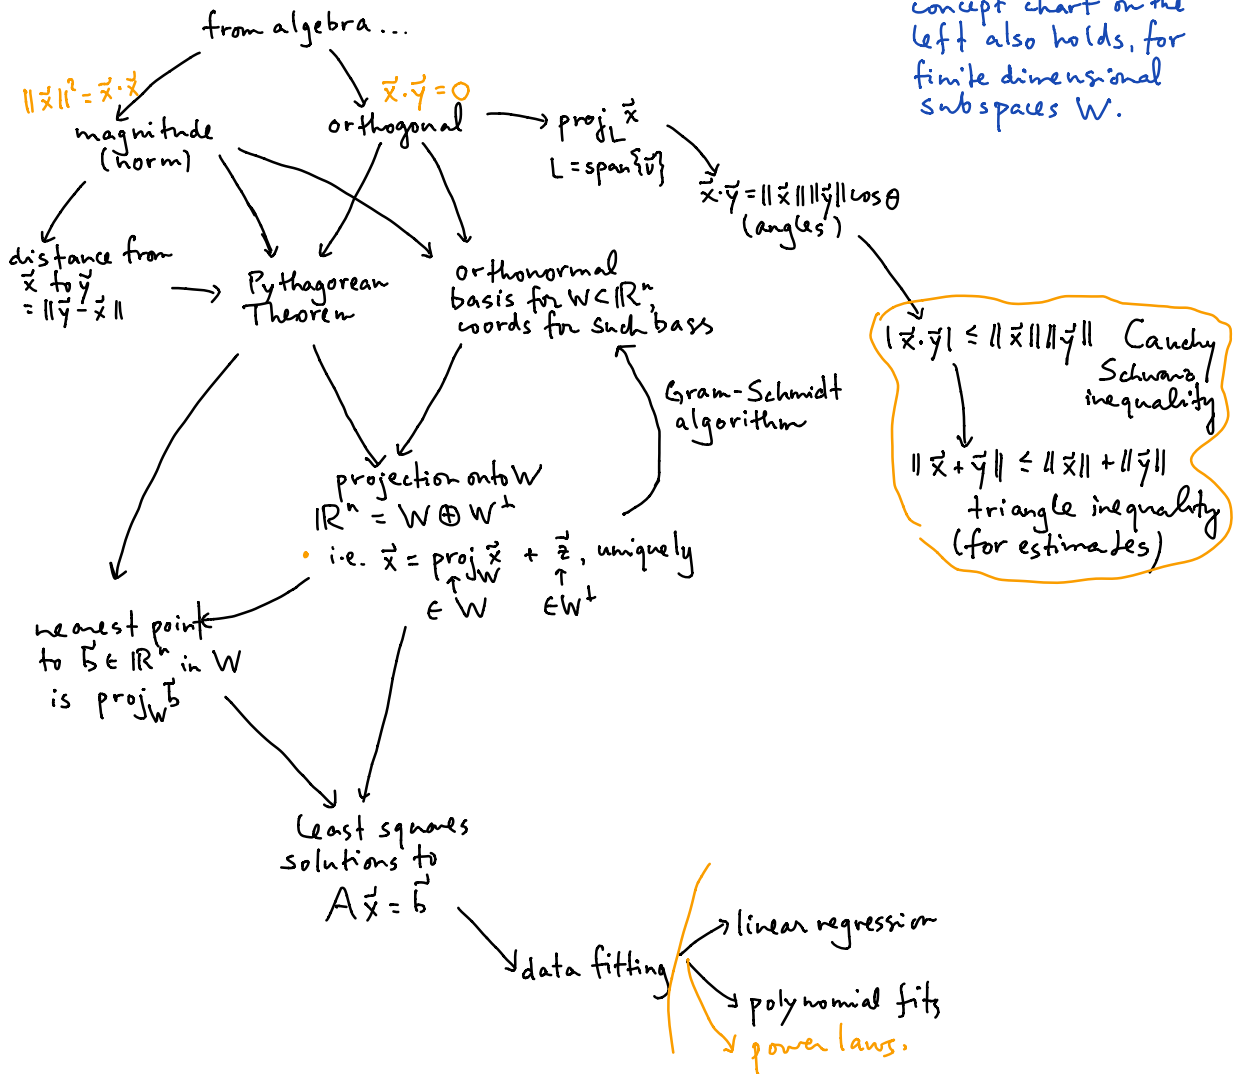 concept chart on the
left also holds, for
finite dimensional
subspaces W.
from algebra...
||x⃗||² = x⃗·x⃗
magnitude
(norm)
x⃗·y⃗ = 0
orthogonal
proj_L x⃗
L = span{v⃗}
x⃗·y⃗ = ||x⃗|| ||y⃗|| cos θ
(angles)
distance from
x⃗ to y⃗
= ||y⃗ - x⃗||
Pythagorean
Theorem
orthonormal
basis for W⊂ℝⁿ,
coords for such bass
|x⃗·y⃗| ≤ ||x⃗|| ||y⃗|| Cauchy
Schwarz
inequality
Gram-Schmidt
algorithm
||x⃗ + y⃗|| ≤ ||x⃗|| + ||y⃗||
triangle inequality
(for estimates)
projection onto W
ℝⁿ = W ⊕ W^⊥
i.e. x⃗ = proj_W x⃗ + z⃗, uniquely
∈ W ∈ W^⊥
nearest point
to b⃗ ∈ ℝⁿ in W
is proj_W b⃗
Least squares
solutions to
A x⃗ = b⃗
data fitting
linear regression
polynomial fits
power laws.